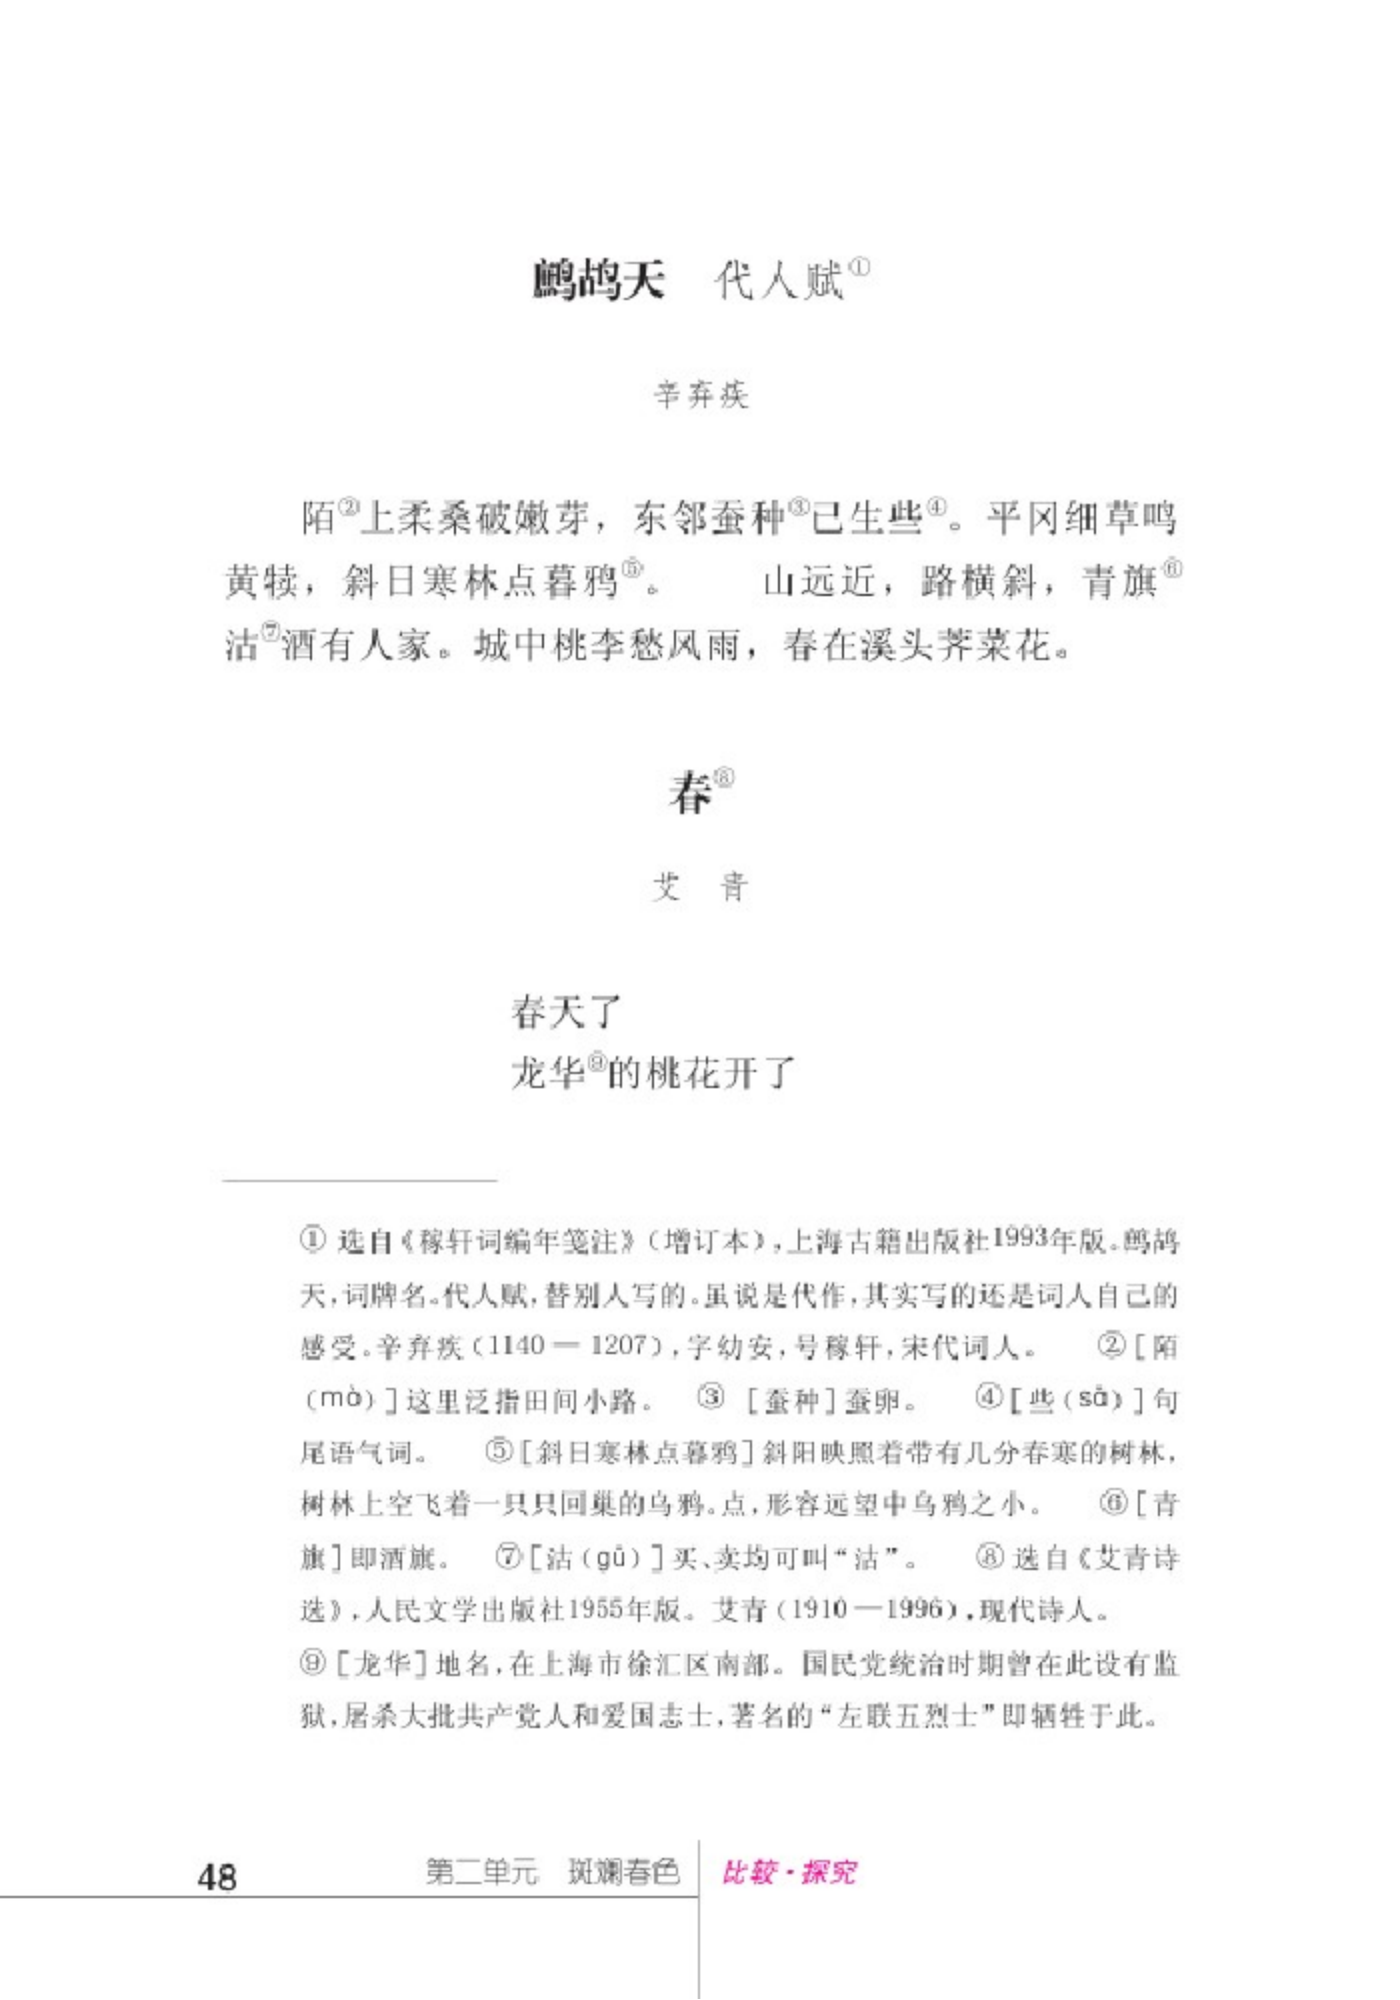 鹧鸪天　代人赋①
辛弃疾
陌②上柔桑破嫩芽，东邻蚕种③已生些④。平冈细草鸣
黄犊，斜日寒林点暮鸦⑤。　　山远近，路横斜，青旗⑥
沽⑦酒有人家。城中桃李愁风雨，春在溪头荠菜花。
春⑧
艾　青
春天了
龙华⑨的桃花开了
① 选自《稼轩词编年笺注》（增订本），上海古籍出版社1993年版。鹧鸪
天，词牌名。代人赋，替别人写的。虽说是代作，其实写的还是词人自己的
感受。辛弃疾（1140 — 1207），字幼安，号稼轩，宋代词人。　②［陌
（mò）］这里泛指田间小路。　③ ［蚕种］蚕卵。　④［些（sā）］句
尾语气词。　⑤［斜日寒林点暮鸦］斜阳映照着带有几分春寒的树林，
树林上空飞着一只只回巢的乌鸦。点，形容远望中乌鸦之小。　⑥［青
旗］即酒旗。　⑦［沽（gū）］买、卖均可叫“沽”。　⑧ 选自《艾青诗
选》，人民文学出版社1955年版。艾青（1910 —1996），现代诗人。
⑨［龙华］地名，在上海市徐汇区南部。国民党统治时期曾在此设有监
狱，屠杀大批共产党人和爱国志士，著名的“左联五烈士”即牺牲于此。
48　第二单元　斑斓春色　比较·探究